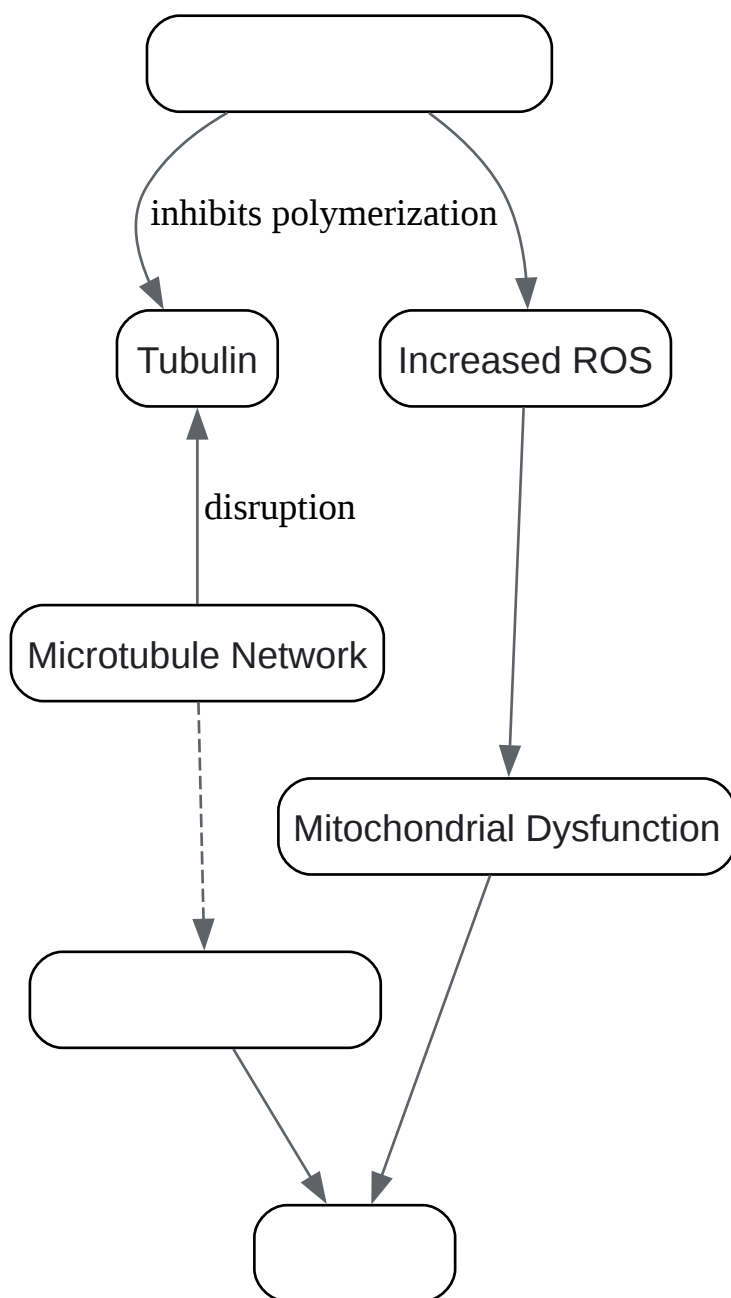 inhibits polymerization
Tubulin
Increased ROS
disruption
Microtubule Network
Mitochondrial Dysfunction